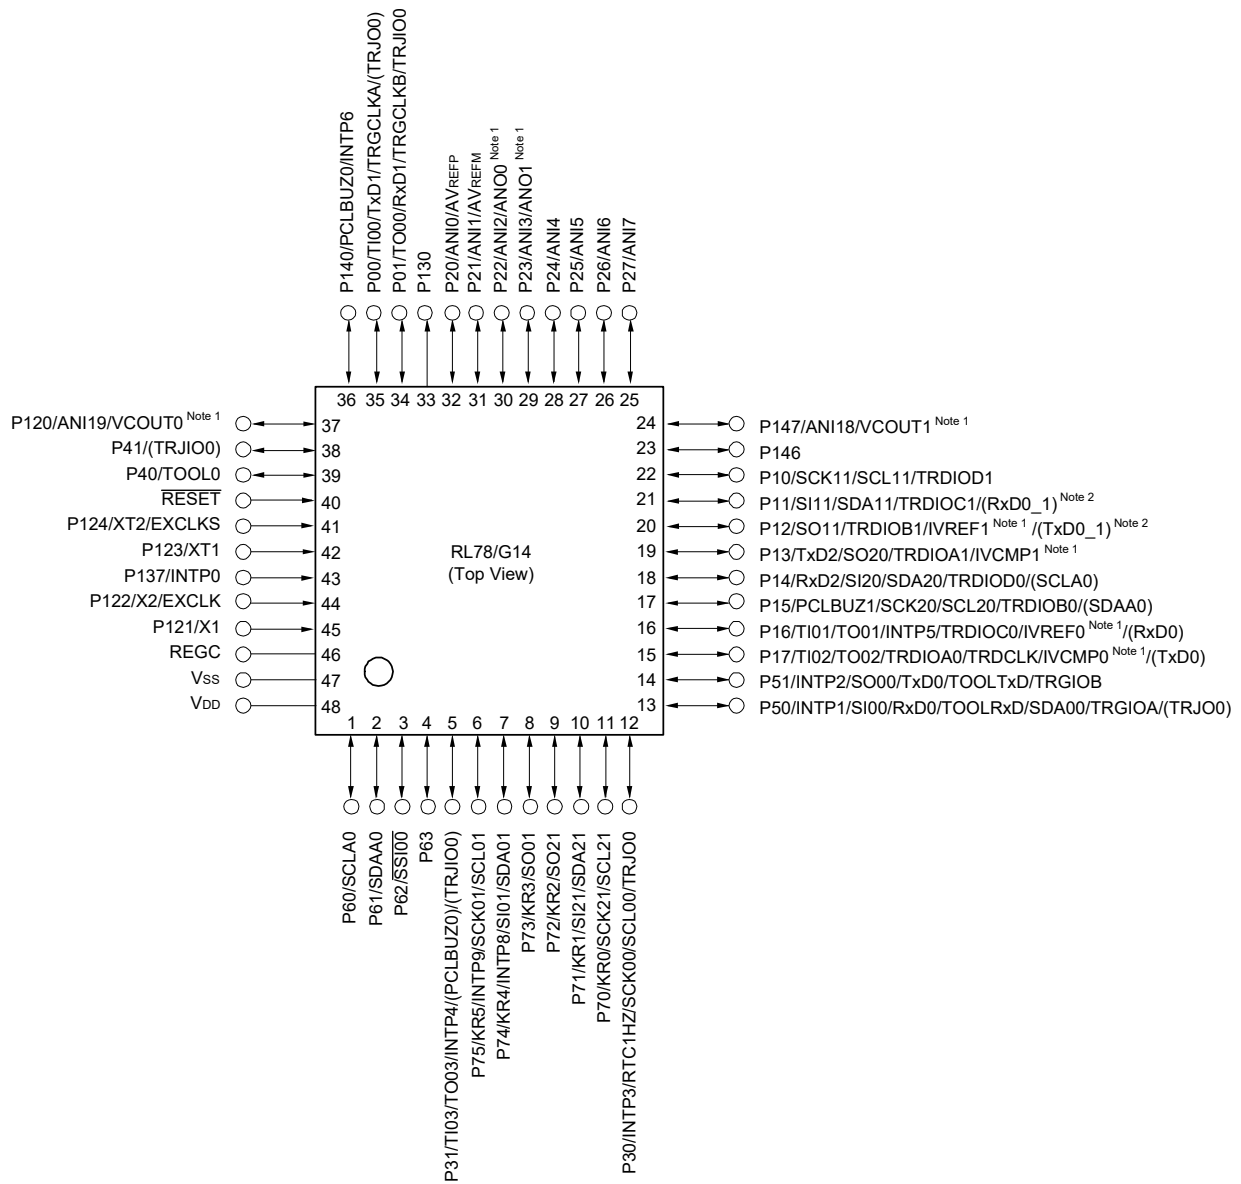 P140/PCLBUZ0/INTP6
P00/TI00/TxD1/TRGCLKA/(TRJO0)
P01/TO00/RxD1/TRGCLKB/TRJIO0
P130
P20/ANI0/AVREFP
P21/ANI1/AVREFM
P22/ANI2/ANO0 Note 1
P23/ANI3/ANO1 Note 1
P24/ANI4
P25/ANI5
P26/ANI6
P27/ANI7
36 35 34 33 32 31 30 29 28 27 26 25
P120/ANI19/VCOUT0 Note 1 37
P41/(TRJIO0) 38
P40/TOOL0 39
RESET 40
P124/XT2/EXCLKS 41
P123/XT1 42
P137/INTP0 43
P122/X2/EXCLK 44
P121/X1 45
REGC 46
VSS 47
VDD 48
RL78/G14
(Top View)
24 P147/ANI18/VCOUT1 Note 1
23 P146
22 P10/SCK11/SCL11/TRDIOD1
21 P11/SI11/SDA11/TRDIOC1/(RxD0_1) Note 2
20 P12/SO11/TRDIOB1/IVREF1 Note 1 /(TxD0_1) Note 2
19 P13/TxD2/SO20/TRDIOA1/IVCMP1 Note 1
18 P14/RxD2/SI20/SDA20/TRDIOD0/(SCLA0)
17 P15/PCLBUZ1/SCK20/SCL20/TRDIOB0/(SDAA0)
16 P16/TI01/TO01/INTP5/TRDIOC0/IVREF0 Note 1/(RxD0)
15 P17/TI02/TO02/TRDIOA0/TRDCLK/IVCMP0 Note 1/(TxD0)
14 P51/INTP2/SO00/TxD0/TOOLTxD/TRGIOB
13 P50/INTP1/SI00/RxD0/TOOLRxD/SDA00/TRGIOA/(TRJO0)
1 2 3 4 5 6 7 8 9 10 11 12
P60/SCLA0
P61/SDAA0
P62/SSI00
P63
P31/TI03/TO03/INTP4/(PCLBUZ0)/(TRJIO0)
P75/KR5/INTP9/SCK01/SCL01
P74/KR4/INTP8/SI01/SDA01
P73/KR3/SO01
P72/KR2/SO21
P71/KR1/SI21/SDA21
P70/KR0/SCK21/SCL21
P30/INTP3/RTC1HZ/SCK00/SCL00/TRJO0